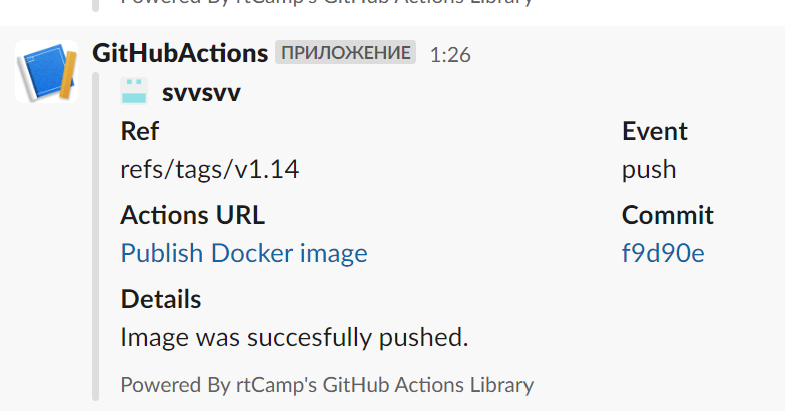 Powered By rtCamp's GitHub Actions Library
GitHubActions ПРИЛОЖЕНИЕ 1:26
svvsvv
Ref Event
refs/tags/v1.14 push
Actions URL Commit
Publish Docker image f9d90e
Details
Image was succesfully pushed.
Powered By rtCamp's GitHub Actions Library